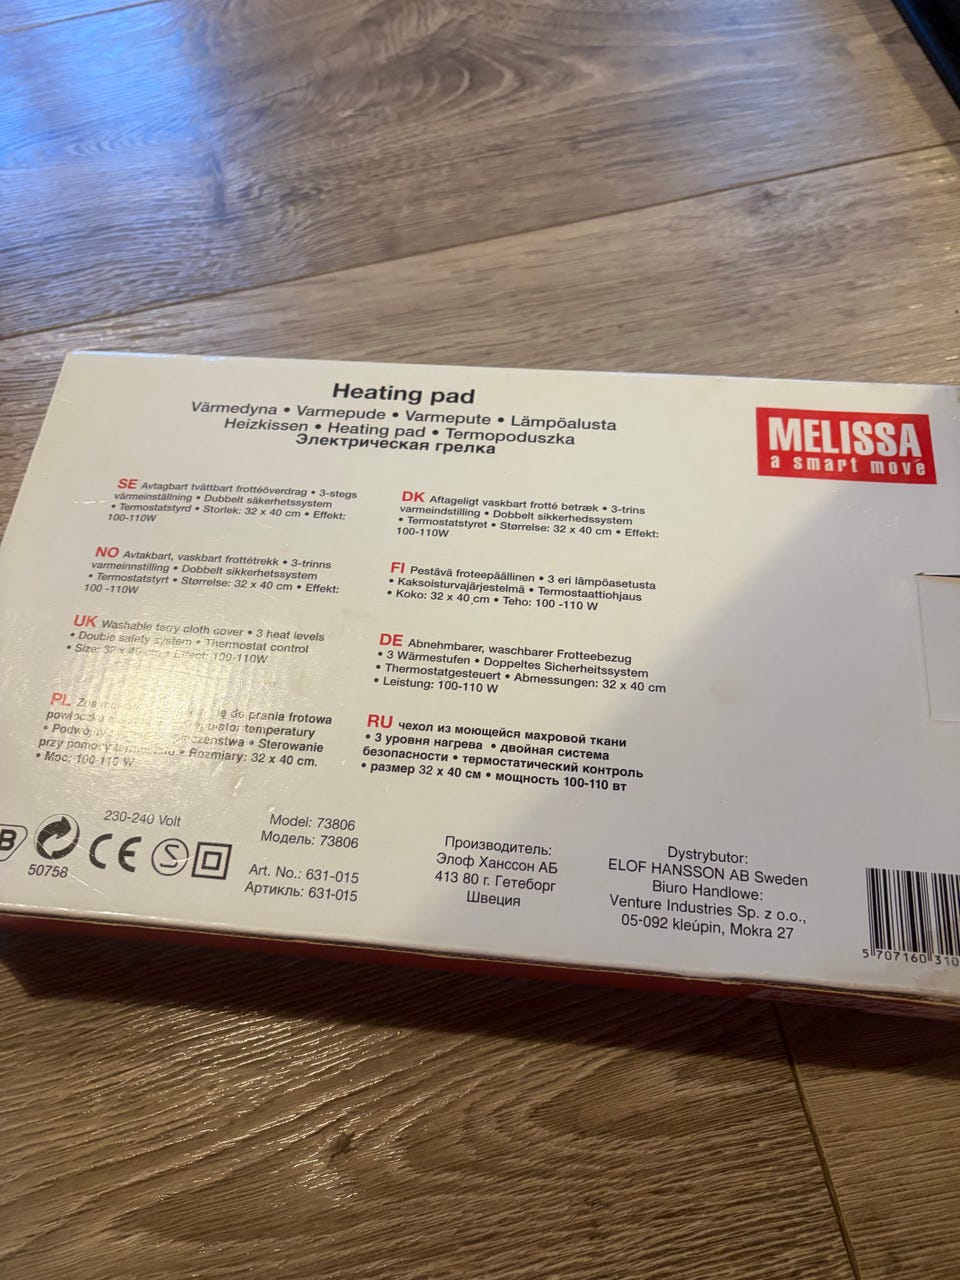 Heating pad
Värmedyna • Varmepude • Varmepute • Lämpöalusta
Heizkissen • Heating pad • Termopoduszka
Электрическая грелка
MELISSA
a smart move
SE Avtagbart tvättbart frottéöverdrag • 3-stegs
värmeinställning • Dubbelt säkerhetssystem
• Termostatstyrd • Storlek: 32 x 40 cm • Effekt:
100-110W
DK Aftageligt vaskbart frotté betræk • 3-trins
varmeindstilling • Dobbelt sikkerhedssystem
• Termostatstyret • Størrelse: 32 x 40 cm • Effekt:
100-110W
NO Avtakbart, vaskbart frottétrekk • 3-trinns
varmeinnstilling • Dobbelt sikkerhetssystem
• Termostatstyrt • Størrelse: 32 x 40 cm • Effekt:
100 -110W
FI Pestävä froteepäällinen • 3 eri lämpöasetusta
• Kaksoisturvajärjestelmä • Termostaattiohjaus
• Koko: 32 x 40 cm • Teho: 100 -110 W
UK Washable terry cloth cover • 3 heat levels
• Double safety system • Thermostat control
• Size: 32 x 40 cm • Effect: 100-110W
DE Abnehmbarer, waschbarer Frotteebezug
• 3 Wärmestufen • Doppeltes Sicherheitssystem
• Thermostatgesteuert • Abmessungen: 32 x 40 cm
• Leistung: 100-110 W
PL do prania frotowa
powłoczka temperatury
• • Sterowanie
przy pomocy • Rozmiary: 32 x 40 cm.
• Moc: 100-110 W
RU чехол из моющейся махровой ткани
• 3 уровня нагрева • двойная система
безопасности • термостатический контроль
• размер 32 x 40 см • мощность 100-110 вт
230-240 Volt
B
50758
CE
S
Model: 73806
Модель: 73806
Art. No.: 631-015
Артикль: 631-015
Производитель:
Элоф Ханссон АБ
413 80 г. Гетеборг
Швеция
Dystrybutor:
ELOF HANSSON AB Sweden
Biuro Handlowe:
Venture Industries Sp. z o.o.,
05-092 kleúpin, Mokra 27
5 707160 310